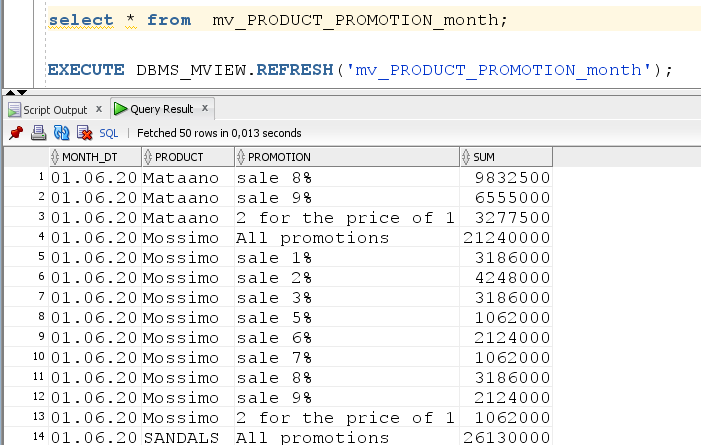 select * from  mv_PRODUCT_PROMOTION_month;
EXECUTE DBMS_MVIEW.REFRESH('mv_PRODUCT_PROMOTION_month');
Script Output x Query Result x
SQL | Fetched 50 rows in 0,013 seconds
MONTH_DT PRODUCT PROMOTION SUM
1 01.06.20 Mataano sale 8% 9832500
2 01.06.20 Mataano sale 9% 6555000
3 01.06.20 Mataano 2 for the price of 1 3277500
4 01.06.20 Mossimo All promotions 21240000
5 01.06.20 Mossimo sale 1% 3186000
6 01.06.20 Mossimo sale 2% 4248000
7 01.06.20 Mossimo sale 3% 3186000
8 01.06.20 Mossimo sale 5% 1062000
9 01.06.20 Mossimo sale 6% 2124000
10 01.06.20 Mossimo sale 7% 1062000
11 01.06.20 Mossimo sale 8% 3186000
12 01.06.20 Mossimo sale 9% 2124000
13 01.06.20 Mossimo 2 for the price of 1 1062000
14 01.06.20 SANDALS All promotions 26130000